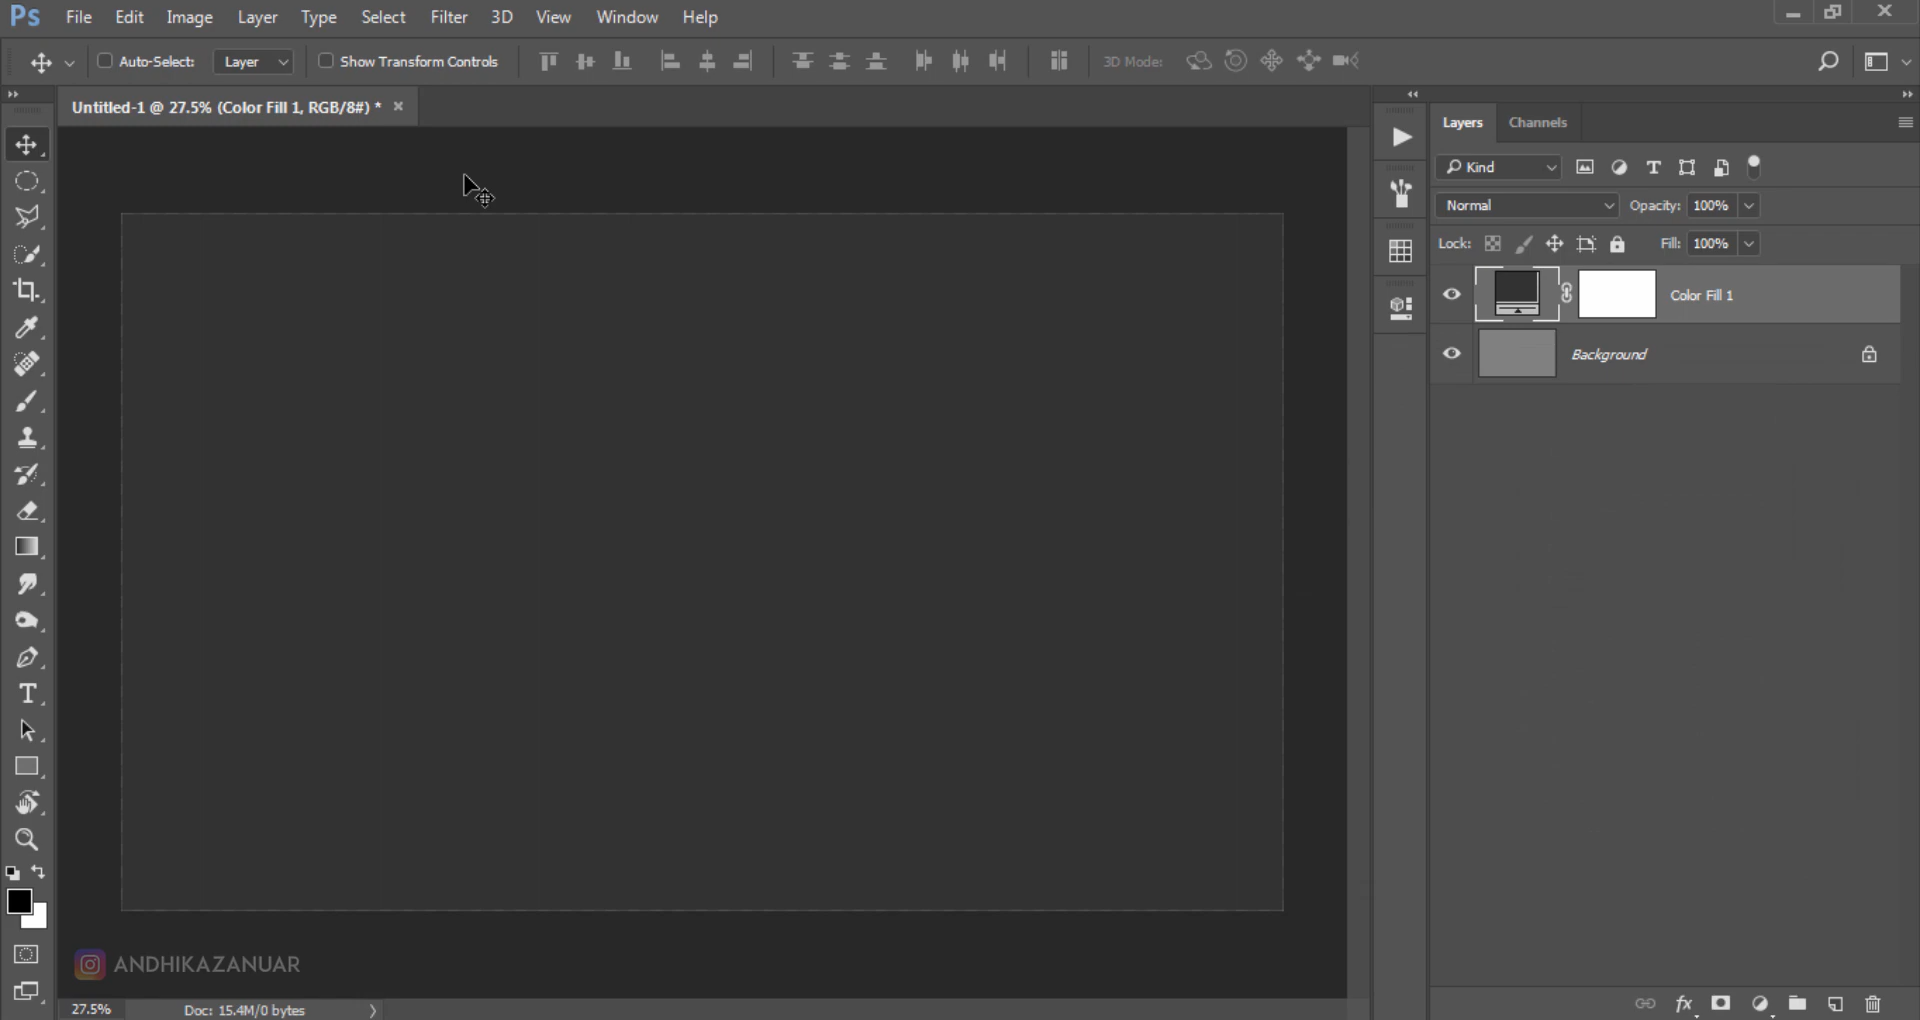 Ps File Edit Image Layer Type Select Filter 3D View Window Help
Auto-Select: Layer Show Transform Controls 3D Mode:
Untitled-1 @ 27.5% (Color Fill 1, RGB/8#) *
Layers Channels
Kind
Normal Opacity: 100%
Lock: Fill: 100%
Color Fill 1
Background
ANDHIKAZANUAR
27.5% Doc: 15.4M/0 bytes
fx